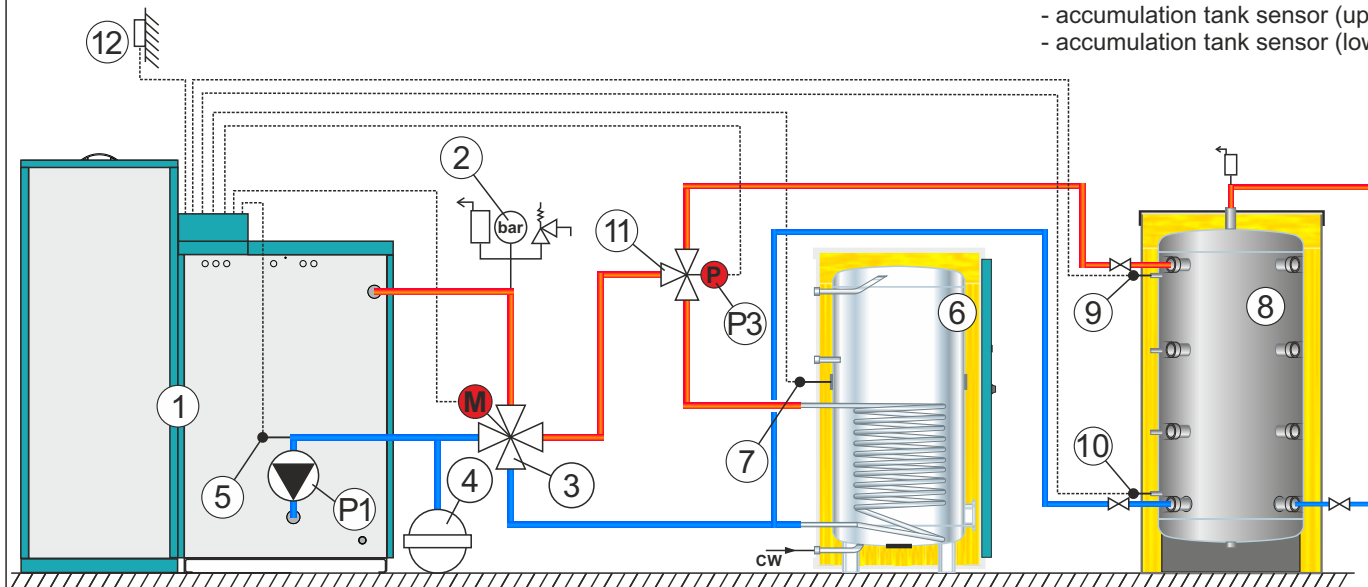 - accumulation tank sensor (up
- accumulation tank sensor (low
12
2
bar
11
P
P3
6
9
8
1
M
7
10
5
P1
4
3
CW